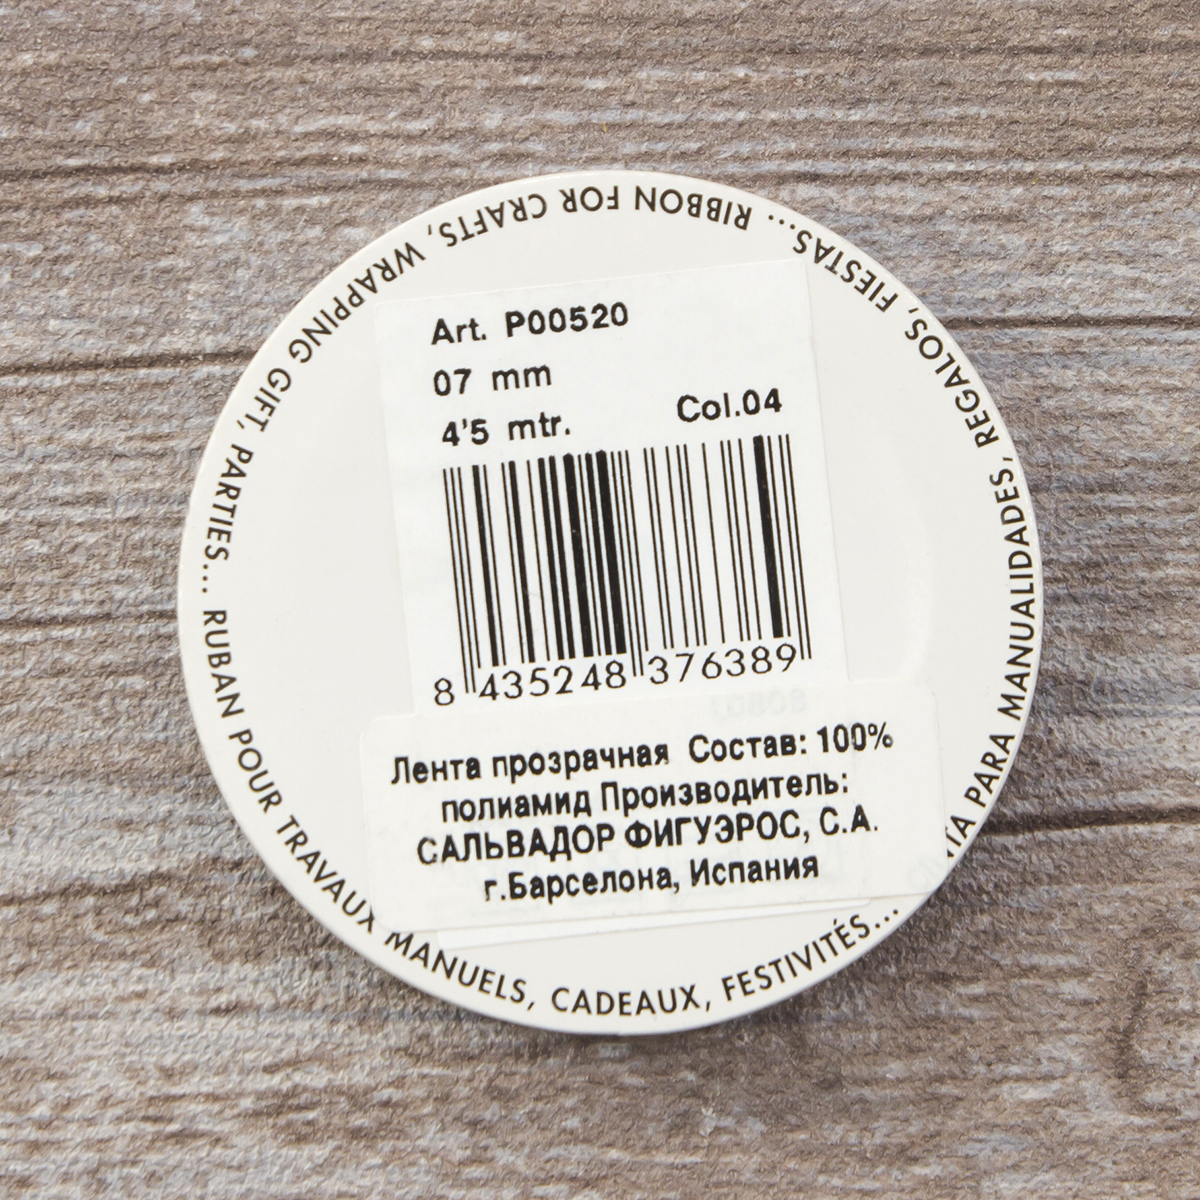 RIBBON FOR CRAFTS, WRAPPING GIFT, PARTIES...
RUBAN POUR TRAVAUX MANUELS, CADEAUX, FESTIVITÉS...
PARA MANUALIDADES, REGALOS, FIESTAS...
Art. P00520
07 mm
4'5 mtr. Col.04
8 435248 376389
Лента прозрачная Состав: 100%
полиамид Производитель:
САЛЬВАДОР ФИГУЭРОС, С.А.
г.Барселона, Испания